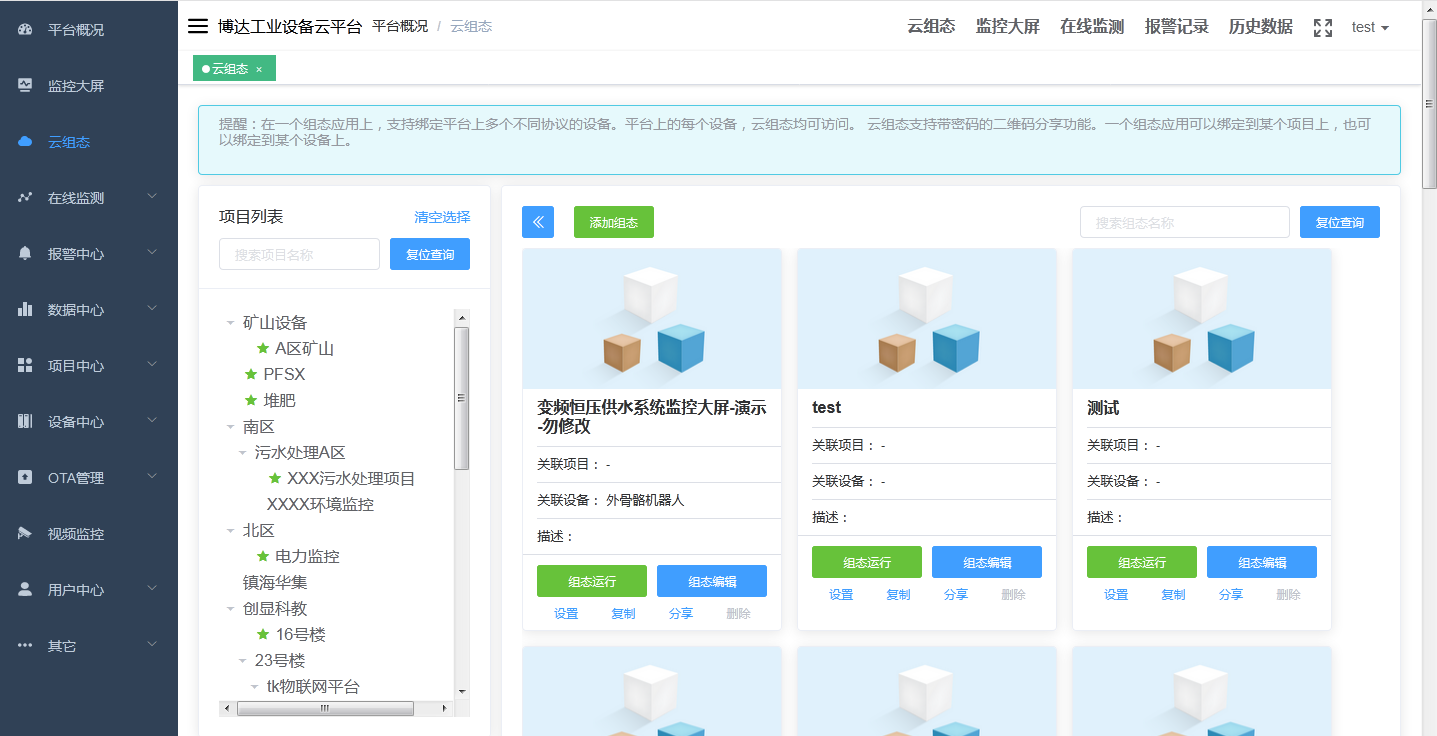 平台概况
监控大屏
云组态
在线监测
报警中心
数据中心
项目中心
设备中心
OTA管理
视频监控
用户中心
其它
博达工业设备云平台 平台概况 / 云组态
云组态 监控大屏 在线监测 报警记录 历史数据 test
云组态 ×
提醒：在一个组态应用上，支持绑定平台上多个不同协议的设备。平台上的每个设备，云组态均可访问。 云组态支持带密码的二维码分享功能。一个组态应用可以绑定到某个项目上，也可
以绑定到某个设备上。
项目列表 清空选择
搜索项目名称 复位查询
矿山设备
A区矿山
PFSX
堆肥
南区
污水处理A区
XXX污水处理项目
XXXX环境监控
北区
电力监控
镇海华集
创显科教
16号楼
23号楼
tk物联网平台
添加组态 搜索组态名称 复位查询
变频恒压供水系统监控大屏-演示
-勿修改
关联项目： -
关联设备： 外骨骼机器人
描述：
组态运行 组态编辑
设置 复制 分享 删除
test
关联项目： -
关联设备： -
描述：
组态运行 组态编辑
设置 复制 分享 删除
测试
关联项目： -
关联设备： -
描述：
组态运行 组态编辑
设置 复制 分享 删除